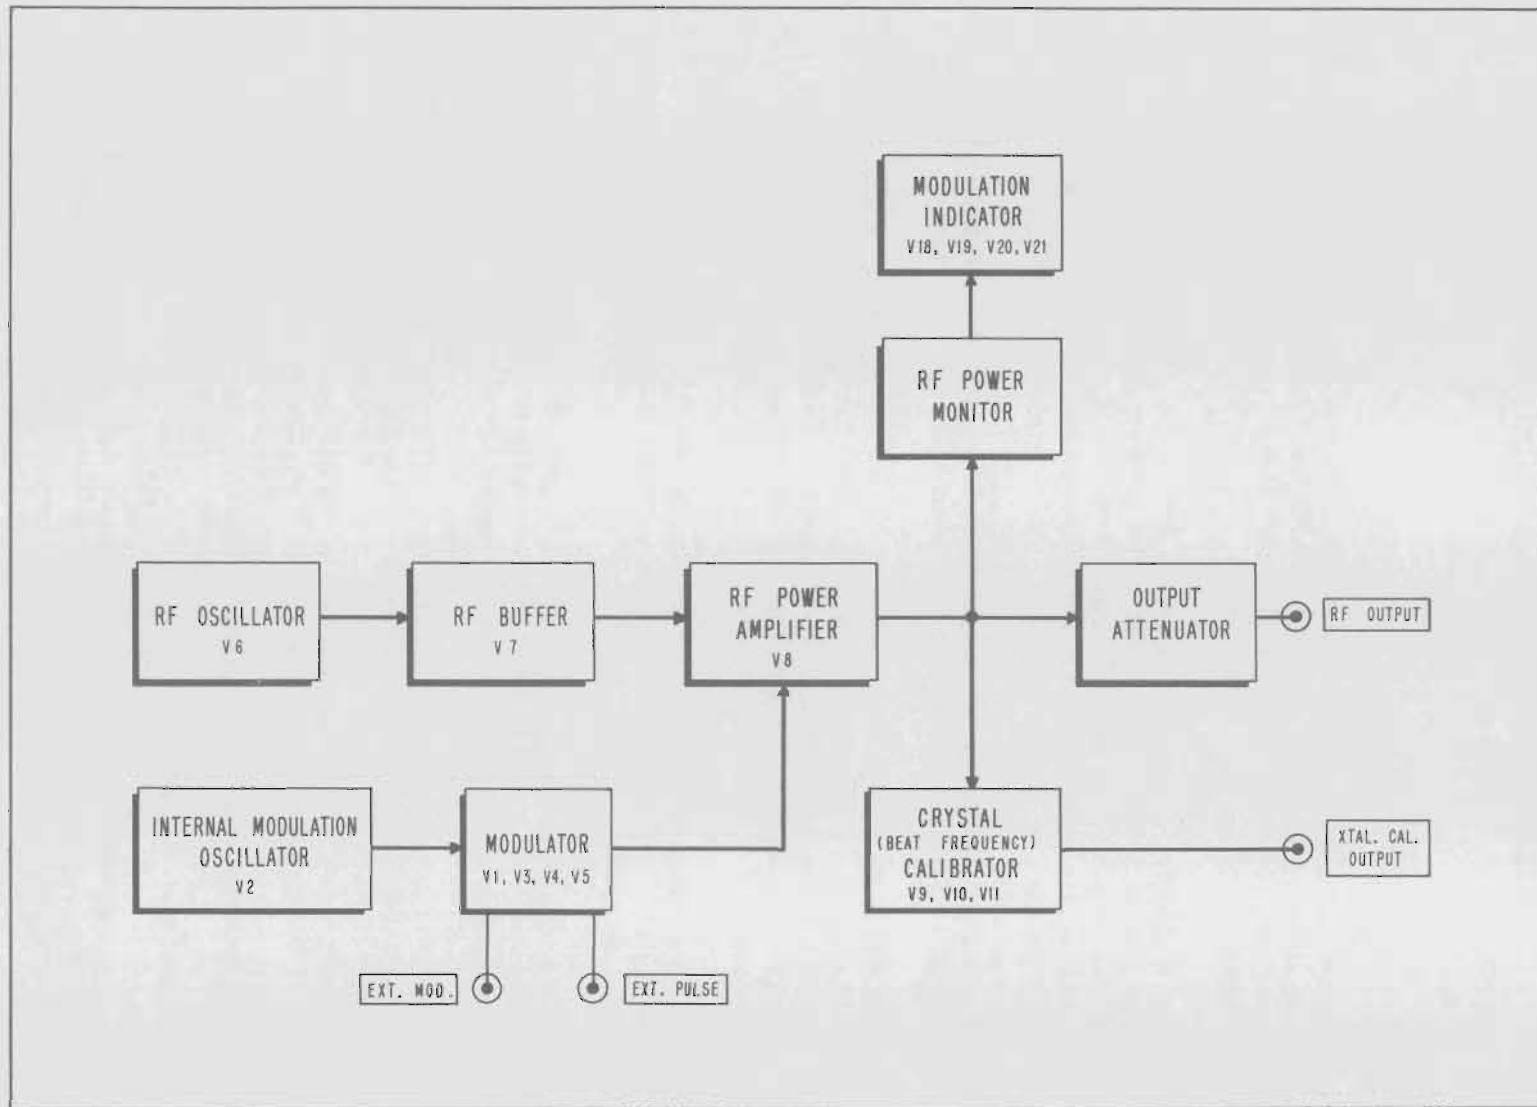 MODULATION
INDICATOR
V18, V19, V20, V21
RF POWER
MONITOR
RF OSCILLATOR
V6
RF BUFFER
V7
RF POWER
AMPLIFIER
V8
OUTPUT
ATTENUATOR
RF OUTPUT
INTERNAL MODULATION
OSCILLATOR
V2
MODULATOR
V1, V3, V4, V5
CRYSTAL
(BEAT FREQUENCY)
CALIBRATOR
V9, V10, V11
XTAL. CAL.
OUTPUT
EXT. MOD.
EXT. PULSE